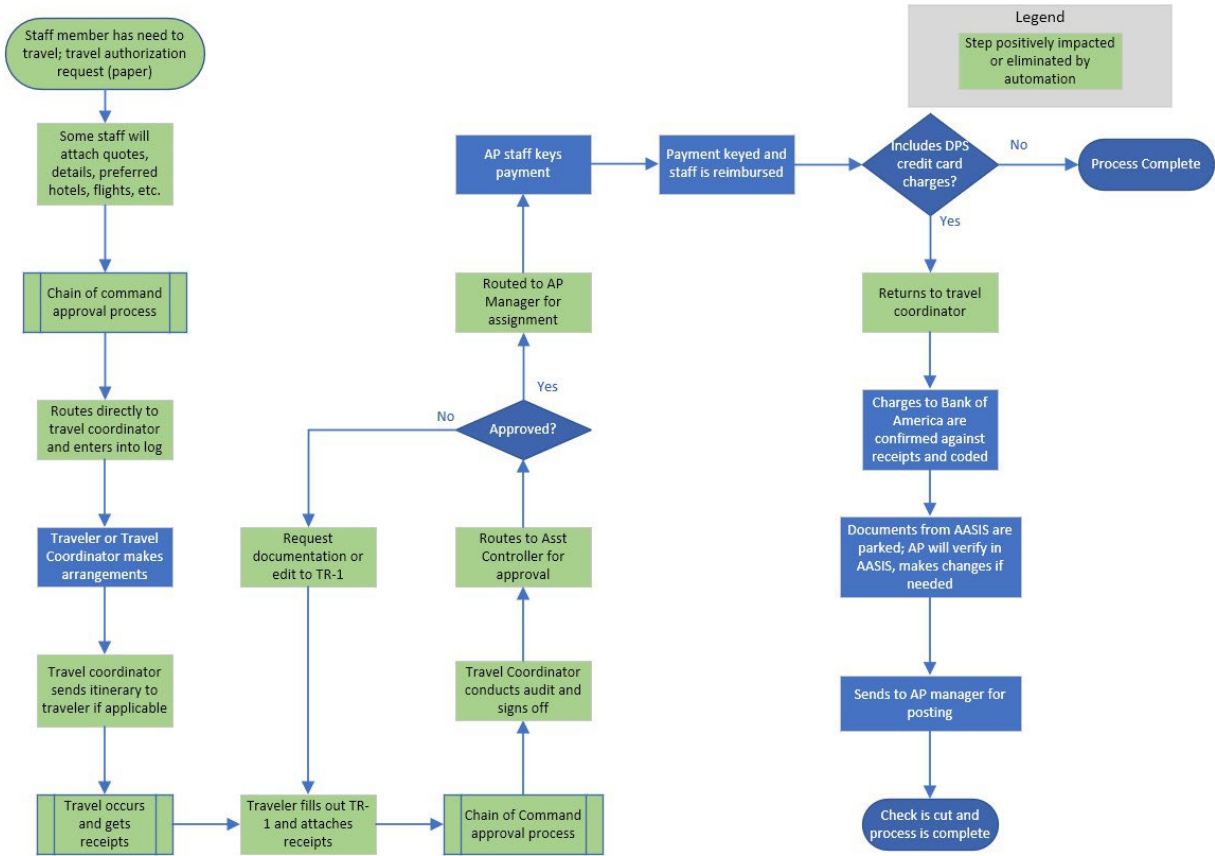 Staff member has need to
travel; travel authorization
request (paper)
Some staff will
attach quotes,
details, preferred
hotels, flights, etc.
Chain of command
approval process
Routes directly to
travel coordinator
and enters into log
Traveler or Travel
Coordinator makes
arrangements
Travel coordinator
sends itinerary to
traveler if applicable
Travel occurs
and gets
receipts
Traveler fills out TR-
1 and attaches
receipts
Chain of Command
approval process
Travel Coordinator
conducts audit and
signs off
Routes to Asst
Controller for
approval
Approved?
No
Request
documentation or
edit to TR-1
Yes
Routed to AP
Manager for
assignment
AP staff keys
payment
Payment keyed and
staff is reimbursed
Includes DPS
credit card
charges?
No
Process Complete
Yes
Returns to travel
coordinator
Charges to Bank of
America are
confirmed against
receipts and coded
Documents from AASIS are
parked; AP will verify in
AASIS, makes changes if
needed
Sends to AP manager for
posting
Check is cut and
process is complete
Legend
Step positively impacted
or eliminated by
automation